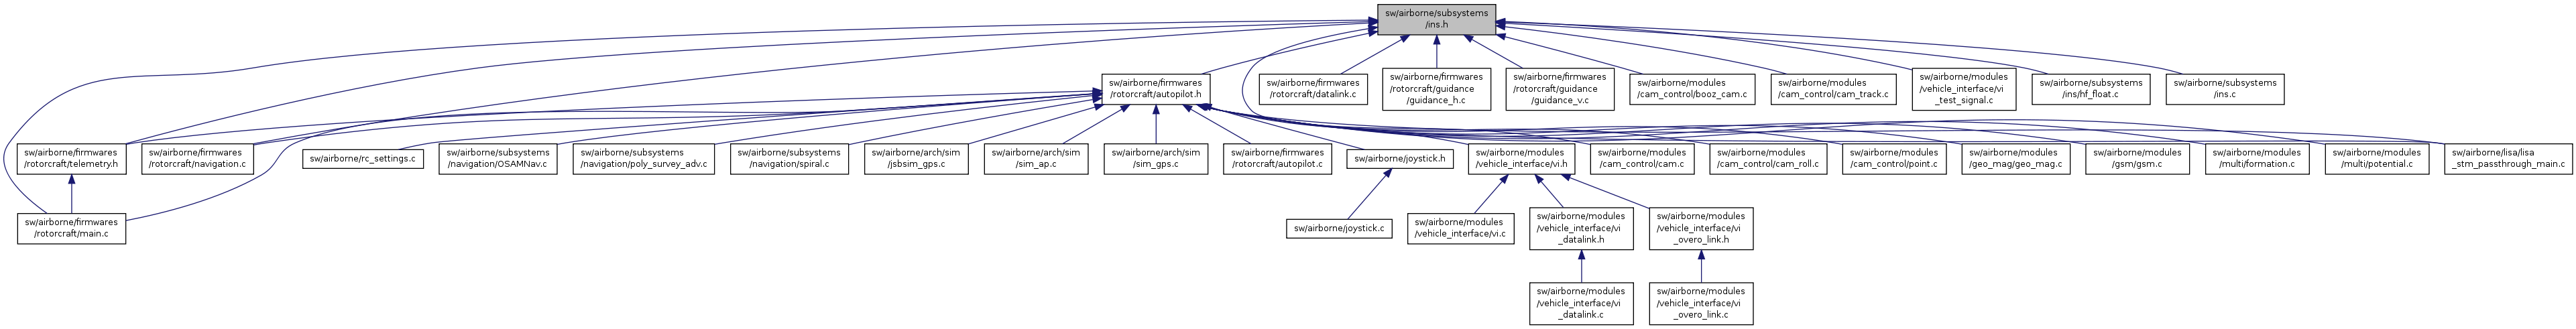 sw/airborne/subsystems
/ins.h
sw/airborne/firmwares
/rotorcraft/autopilot.h
sw/airborne/firmwares
/rotorcraft/datalink.c
sw/airborne/firmwares
/rotorcraft/guidance
/guidance_h.c
sw/airborne/firmwares
/rotorcraft/guidance
/guidance_v.c
sw/airborne/modules
/cam_control/booz_cam.c
sw/airborne/modules
/cam_control/cam_track.c
sw/airborne/modules
/vehicle_interface/vi
_test_signal.c
sw/airborne/subsystems
/ins/hf_float.c
sw/airborne/subsystems
/ins.c
sw/airborne/firmwares
/rotorcraft/telemetry.h
sw/airborne/firmwares
/rotorcraft/navigation.c
sw/airborne/rc_settings.c
sw/airborne/subsystems
/navigation/OSAMNav.c
sw/airborne/subsystems
/navigation/poly_survey_adv.c
sw/airborne/subsystems
/navigation/spiral.c
sw/airborne/arch/sim
/jsbsim_gps.c
sw/airborne/arch/sim
/sim_ap.c
sw/airborne/arch/sim
/sim_gps.c
sw/airborne/firmwares
/rotorcraft/autopilot.c
sw/airborne/joystick.h
sw/airborne/modules
/vehicle_interface/vi.h
sw/airborne/modules
/cam_control/cam.c
sw/airborne/modules
/cam_control/cam_roll.c
sw/airborne/modules
/cam_control/point.c
sw/airborne/modules
/geo_mag/geo_mag.c
sw/airborne/modules
/gsm/gsm.c
sw/airborne/modules
/multi/formation.c
sw/airborne/modules
/multi/potential.c
sw/airborne/lisa/lisa
_stm_passthrough_main.c
sw/airborne/firmwares
/rotorcraft/main.c
sw/airborne/joystick.c
sw/airborne/modules
/vehicle_interface/vi.c
sw/airborne/modules
/vehicle_interface/vi
_datalink.h
sw/airborne/modules
/vehicle_interface/vi
_overo_link.h
sw/airborne/modules
/vehicle_interface/vi
_datalink.c
sw/airborne/modules
/vehicle_interface/vi
_overo_link.c